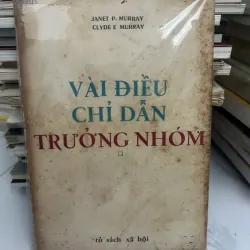 JANET P. MURRAY
CLYDE E MURRAY
VÀI ĐIỀU
CHỈ DẪN
TRƯỞNG NHÓM
tủ sách xã hội